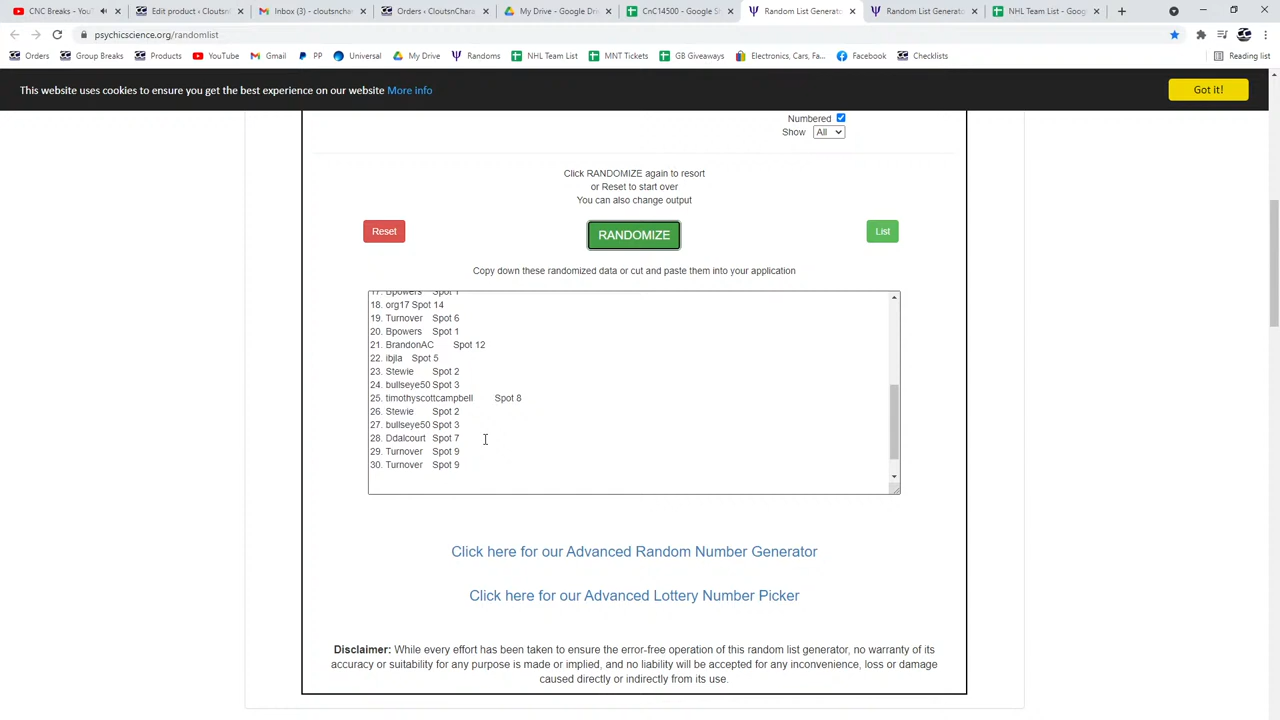 CNC Breaks - You
Edit product ‹ Cloutsn
Inbox (3) - cloutsnchar
Orders ‹ CloutsnChar
My Drive - Google Dri
CnC14500 - Google S
Random List Generato
Random List Generat
NHL Team List - Goog
psychicscience.org/randomlist
Orders Group Breaks Products YouTube Gmail PP Universal My Drive Randoms NHL Team List MNT Tickets GB Giveaways Electronics, Cars, Fa... Facebook Checklists Reading list
This website uses cookies to ensure you get the best experience on our website More info Got it!
Numbered
Show All
Click RANDOMIZE again to resort
or Reset to start over
You can also change output
Reset RANDOMIZE List
Copy down these randomized data or cut and paste them into your application
17. Bpowers Spot 1
18. org17 Spot 14
19. Turnover Spot 6
20. Bpowers Spot 1
21. BrandonAC Spot 12
22. ibjla Spot 5
23. Stewie Spot 2
24. bullseye50 Spot 3
25. timothyscottcampbell Spot 8
26. Stewie Spot 2
27. bullseye50 Spot 3
28. Ddalcourt Spot 7
29. Turnover Spot 9
30. Turnover Spot 9
Click here for our Advanced Random Number Generator
Click here for our Advanced Lottery Number Picker
Disclaimer: While every effort has been taken to ensure the error-free operation of this random list generator, no warranty of its
accuracy or suitability for any purpose is made or implied, and no liability will be accepted for any inconvenience, loss or damage
caused directly or indirectly from its use.